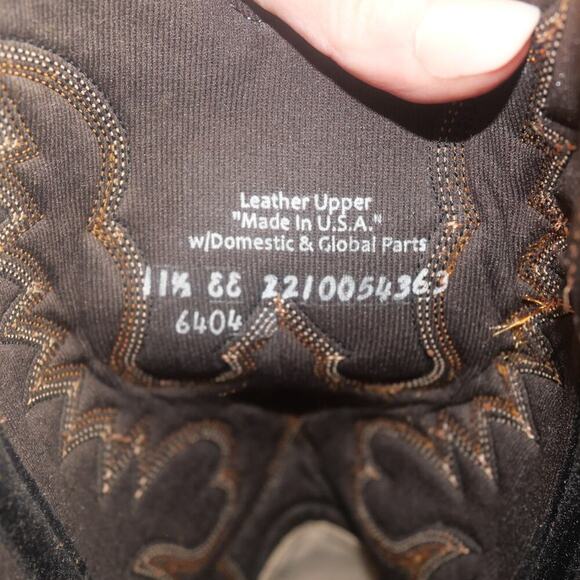 Leather Upper
"Made In U.S.A."
w/Domestic & Global Parts
11½ EE 2210054363
6404